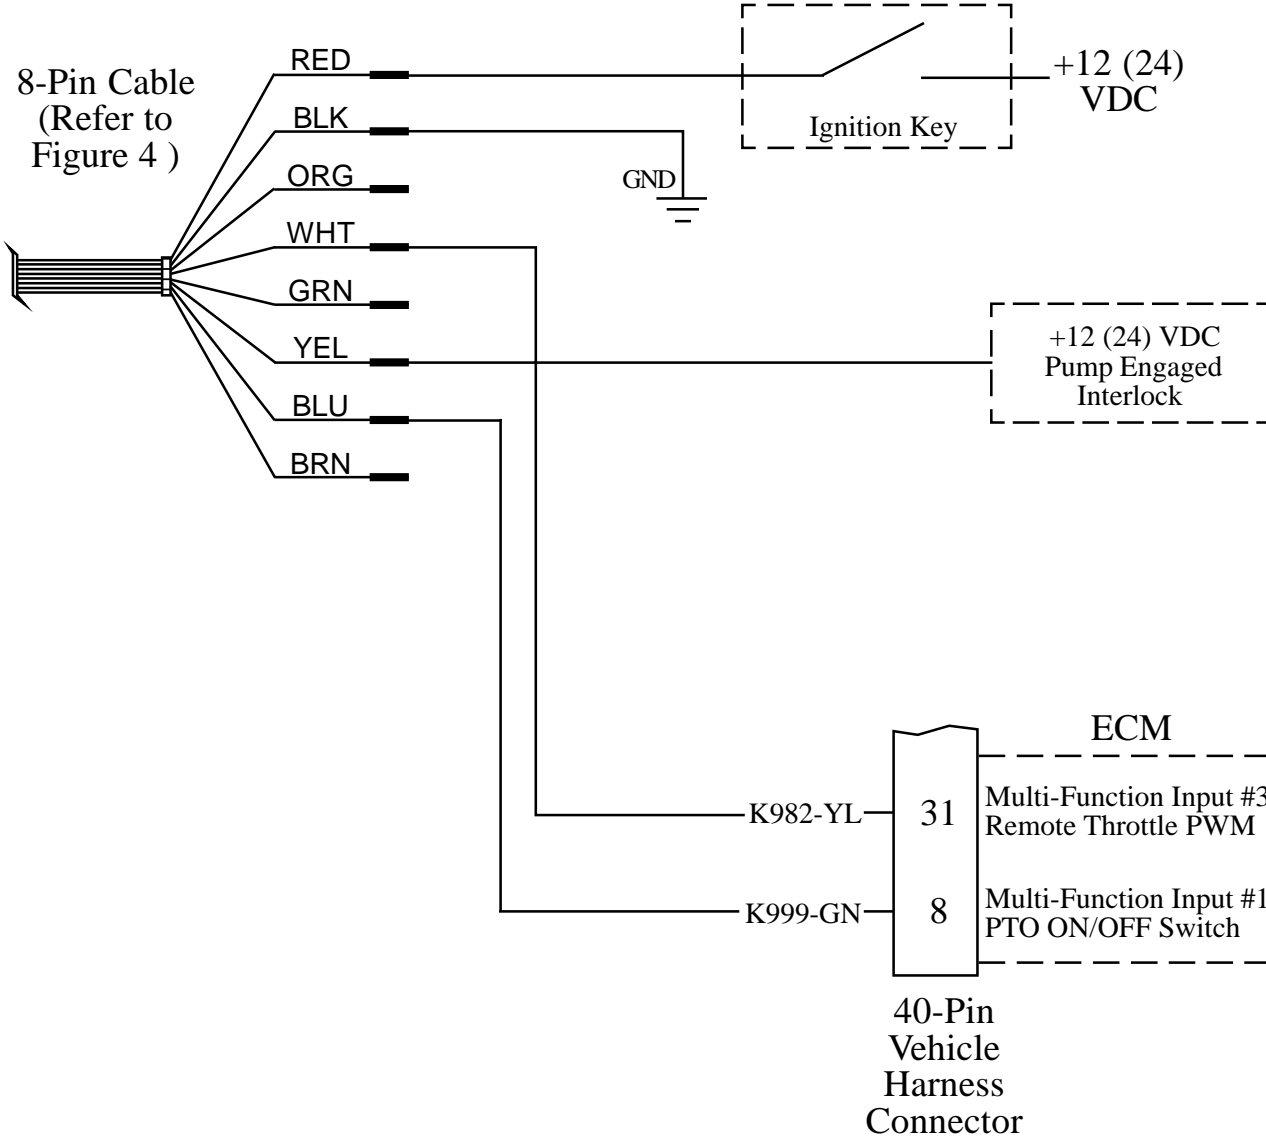 8-Pin Cable
(Refer to
Figure 4 )
RED
BLK
ORG
WHT
GRN
YEL
BLU
BRN
Ignition Key
+12 (24)
VDC
GND
+12 (24) VDC
Pump Engaged
Interlock
ECM
K982-YL
31
Multi-Function Input #3
Remote Throttle PWM
K999-GN
8
Multi-Function Input #1
PTO ON/OFF Switch
40-Pin
Vehicle
Harness
Connector